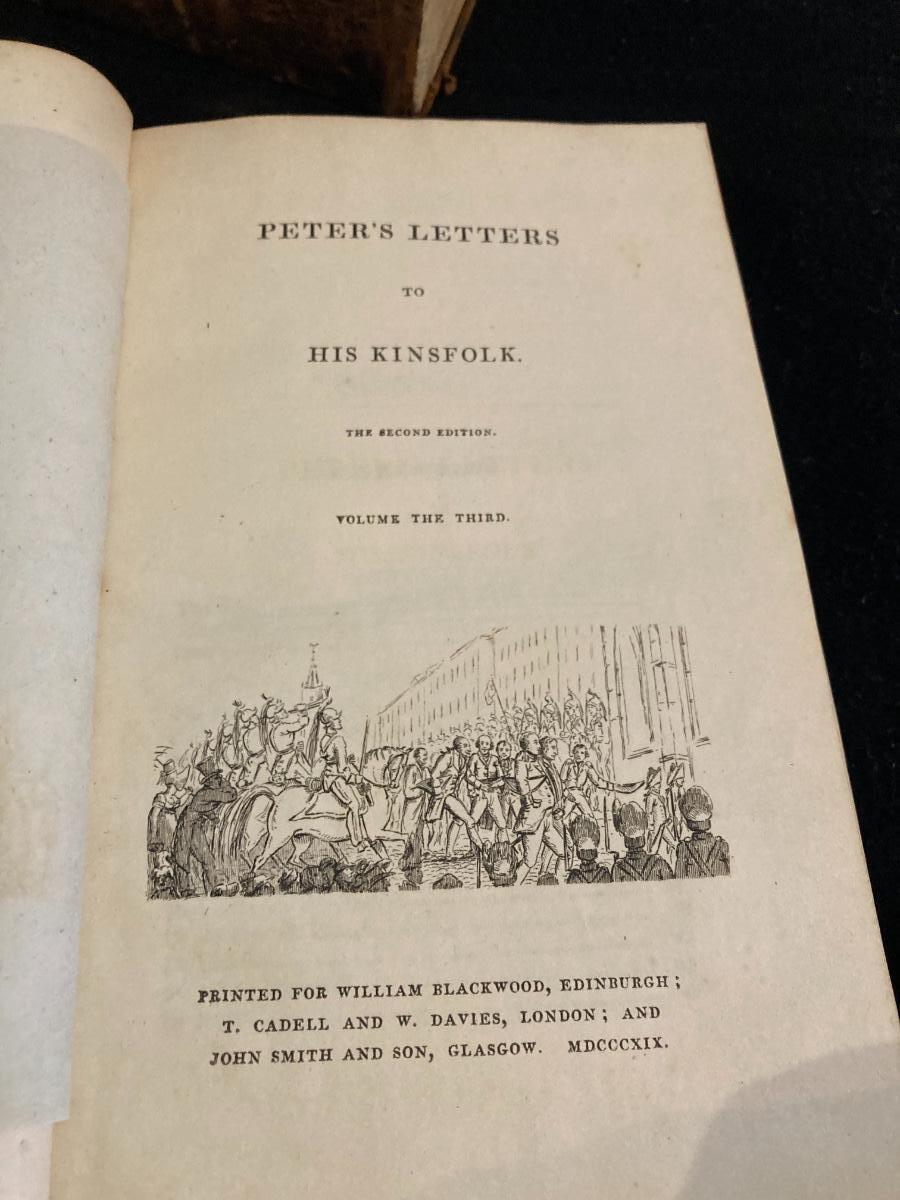 PETER'S LETTERS
TO
HIS KINSFOLK.
THE SECOND EDITION.
VOLUME THE THIRD.
PRINTED FOR WILLIAM BLACKWOOD, EDINBURGH;
T. CADELL AND W. DAVIES, LONDON; AND
JOHN SMITH AND SON, GLASGOW. MDCCCXIX.